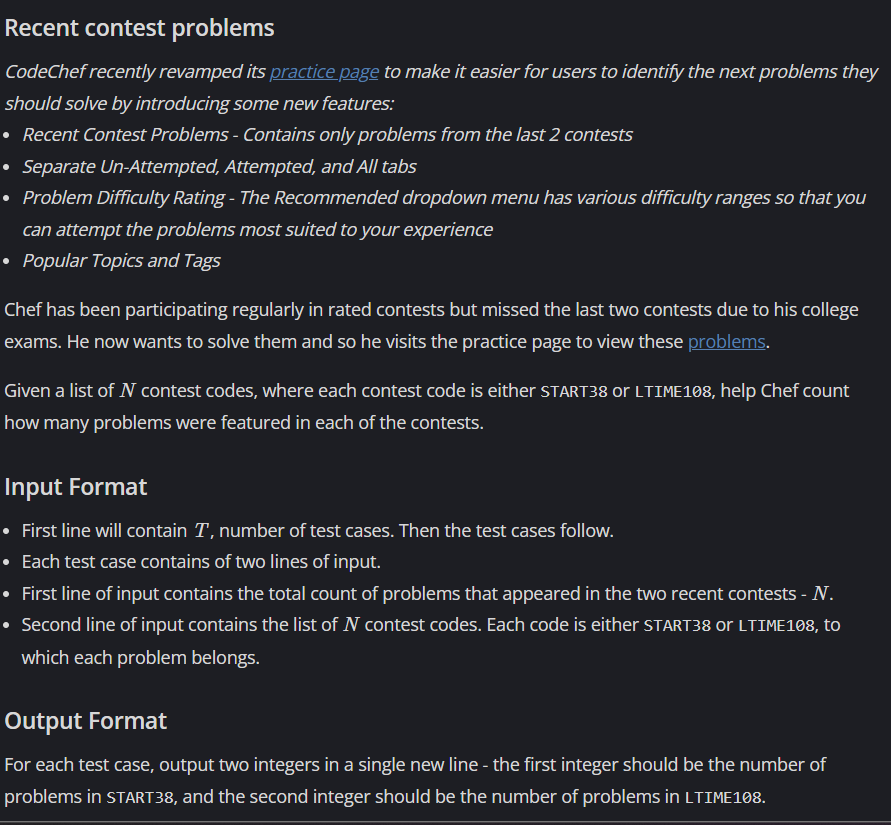 Recent contest problems
CodeChef recently revamped its practice page to make it easier for users to identify the next problems they
should solve by introducing some new features:
• Recent Contest Problems - Contains only problems from the last 2 contests
• Separate Un-Attempted, Attempted, and All tabs
• Problem Difficulty Rating - The Recommended dropdown menu has various difficulty ranges so that you
can attempt the problems most suited to your experience
• Popular Topics and Tags
Chef has been participating regularly in rated contests but missed the last two contests due to his college
exams. He now wants to solve them and so he visits the practice page to view these problems.
Given a list of N contest codes, where each contest code is either START38 or LTIME108, help Chef count
how many problems were featured in each of the contests.
Input Format
• First line will contain T, number of test cases. Then the test cases follow.
• Each test case contains of two lines of input.
• First line of input contains the total count of problems that appeared in the two recent contests - N.
• Second line of input contains the list of N contest codes. Each code is either START38 or LTIME108, to
which each problem belongs.
Output Format
For each test case, output two integers in a single new line - the first integer should be the number of
problems in START38, and the second integer should be the number of problems in LTIME108.